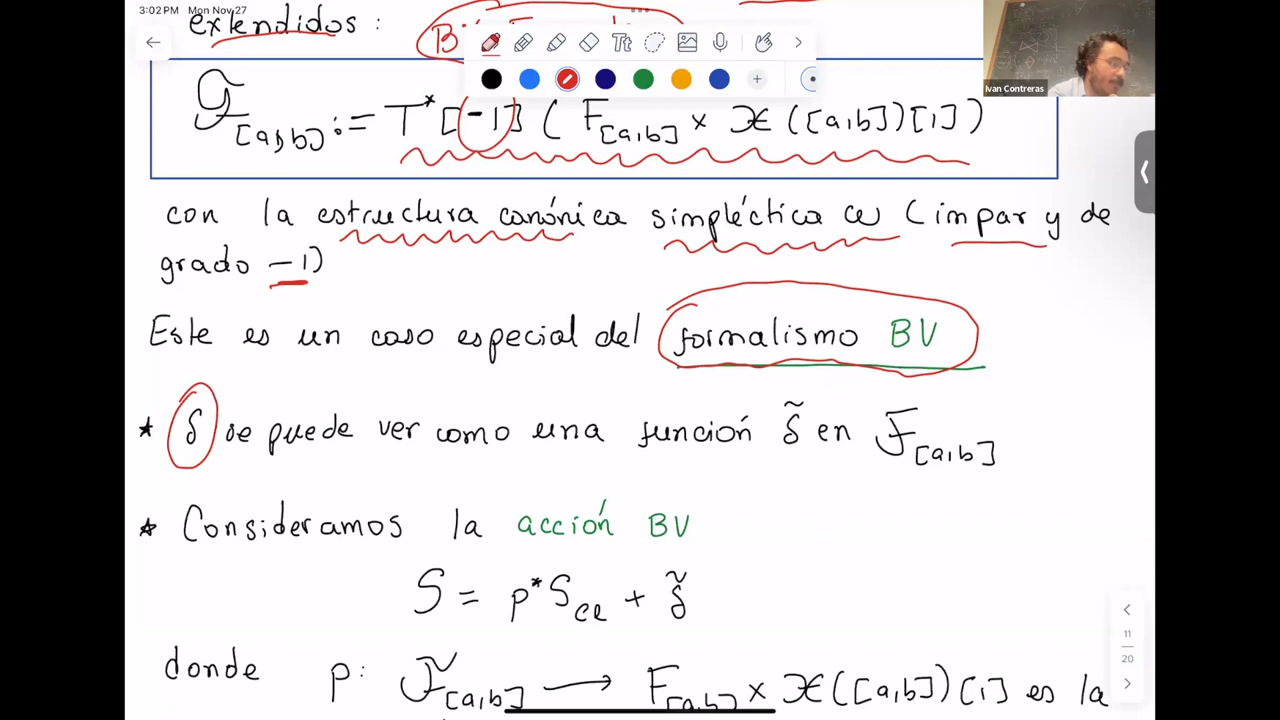 3:02 PM Mon Nov 27
extendidos :
Tt
Ivan Contreras
𝓕[a,b] := T*[-1] ( F[a,b] × 𝔛([a,b])[1] )
con la estructura canónica simpléctica ω (impar y de
grado -1)
Este es un caso especial del formalismo BV
* δ se puede ver como una función δ̃ en 𝓕[a,b]
* Consideramos la acción BV
S = p*S_cl + δ̃
donde p: 𝓕[a,b] → F[a,b] × 𝔛([a,b])[1] es la
11
20